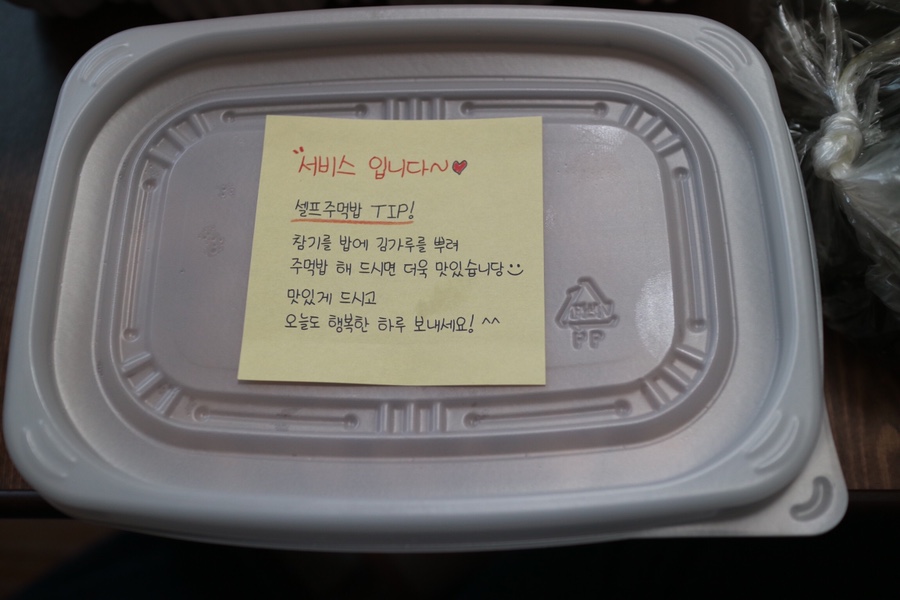 "서비스 입니다~♥
셀프주먹밥 TIP!
참기름 밥에 김가루를 뿌려
주먹밥 해 드시면 더욱 맛있습니당☺
맛있게 드시고
오늘도 행복한 하루 보내세요! ^^
PP